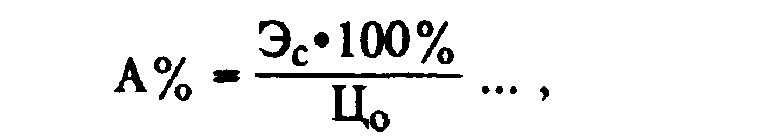 А% = Эс•100% / Цо ... ,